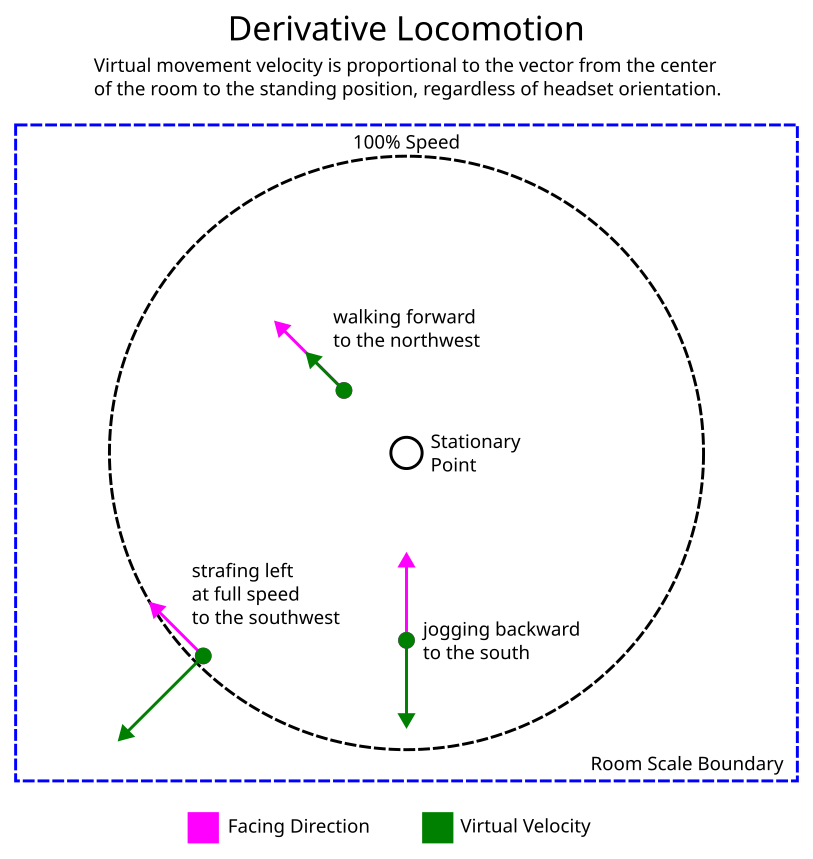 Derivative Locomotion
Virtual movement velocity is proportional to the vector from the center
of the room to the standing position, regardless of headset orientation.
100% Speed
walking forward
to the northwest
Stationary
Point
strafing left
at full speed
to the southwest
jogging backward
to the south
Room Scale Boundary
Facing Direction
Virtual Velocity